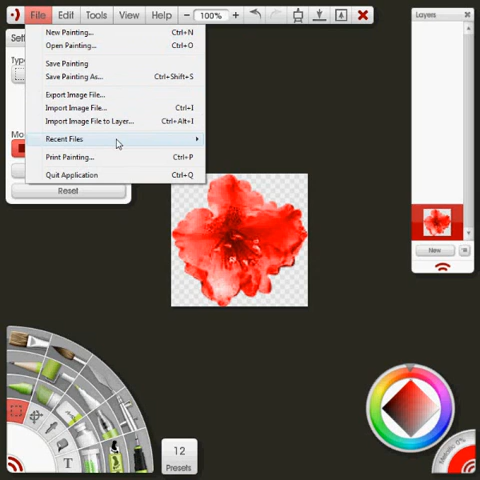 File Edit Tools View Help − 100% +
Layers
New Painting... Ctrl+N
Open Painting... Ctrl+O
Save Painting
Save Painting As... Ctrl+Shift+S
Export Image File...
Import Image File... Ctrl+I
Import Image File to Layer... Ctrl+Alt+I
Recent Files
Print Painting... Ctrl+P
Quit Application Ctrl+Q
Reset
New
12
Presets
T
Metallic 0%